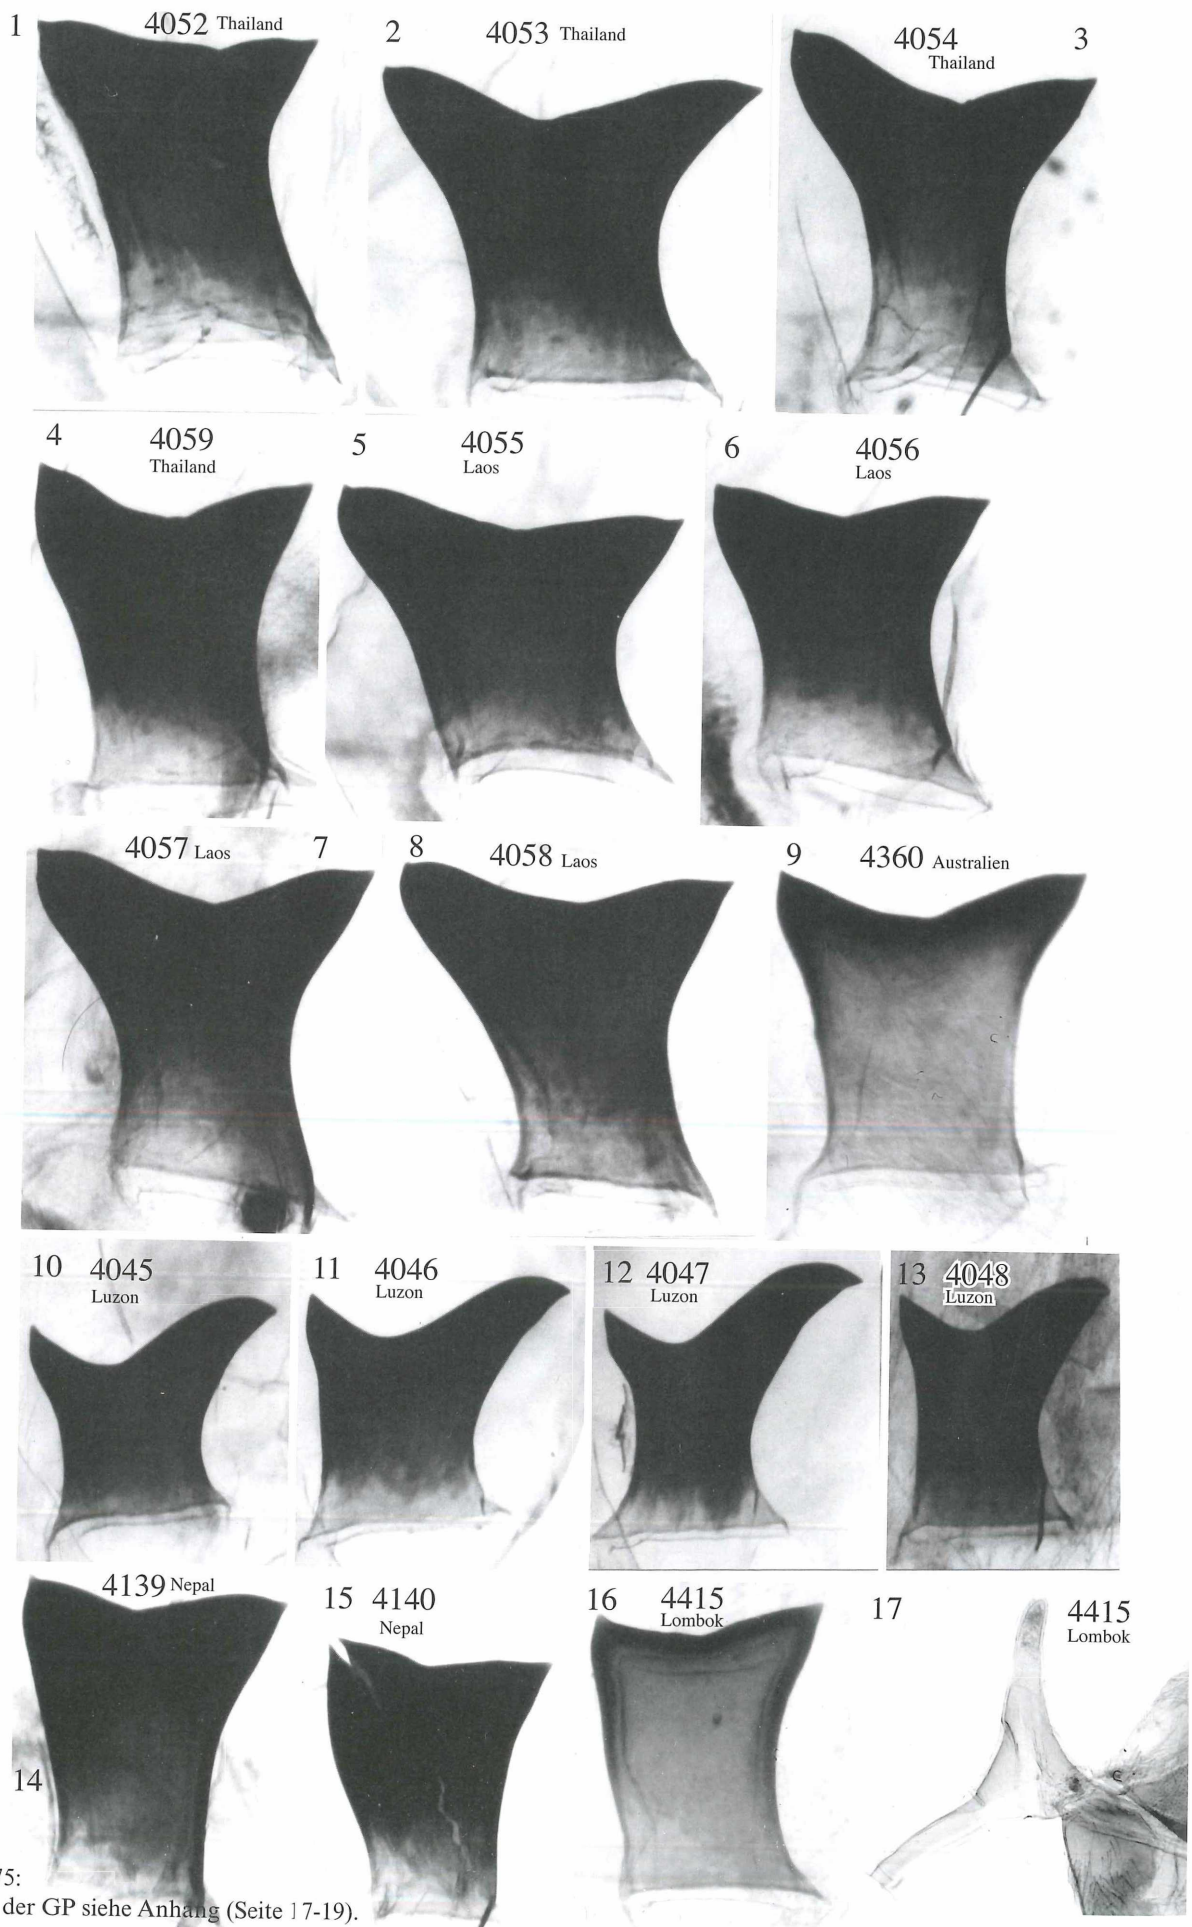 1 4052 Thailand
2 4053 Thailand
4054 3
Thailand
4 4059
Thailand
5 4055
Laos
6 4056
Laos
4057 Laos 7
8 4058 Laos
9 4360 Australien
10 4045
Luzon
11 4046
Luzon
12 4047
Luzon
13 4048
Luzon
4139 Nepal
14
15 4140
Nepal
16 4415
Lombok
17 4415
Lombok
75:
der GP siehe Anhang (Seite 17-19).